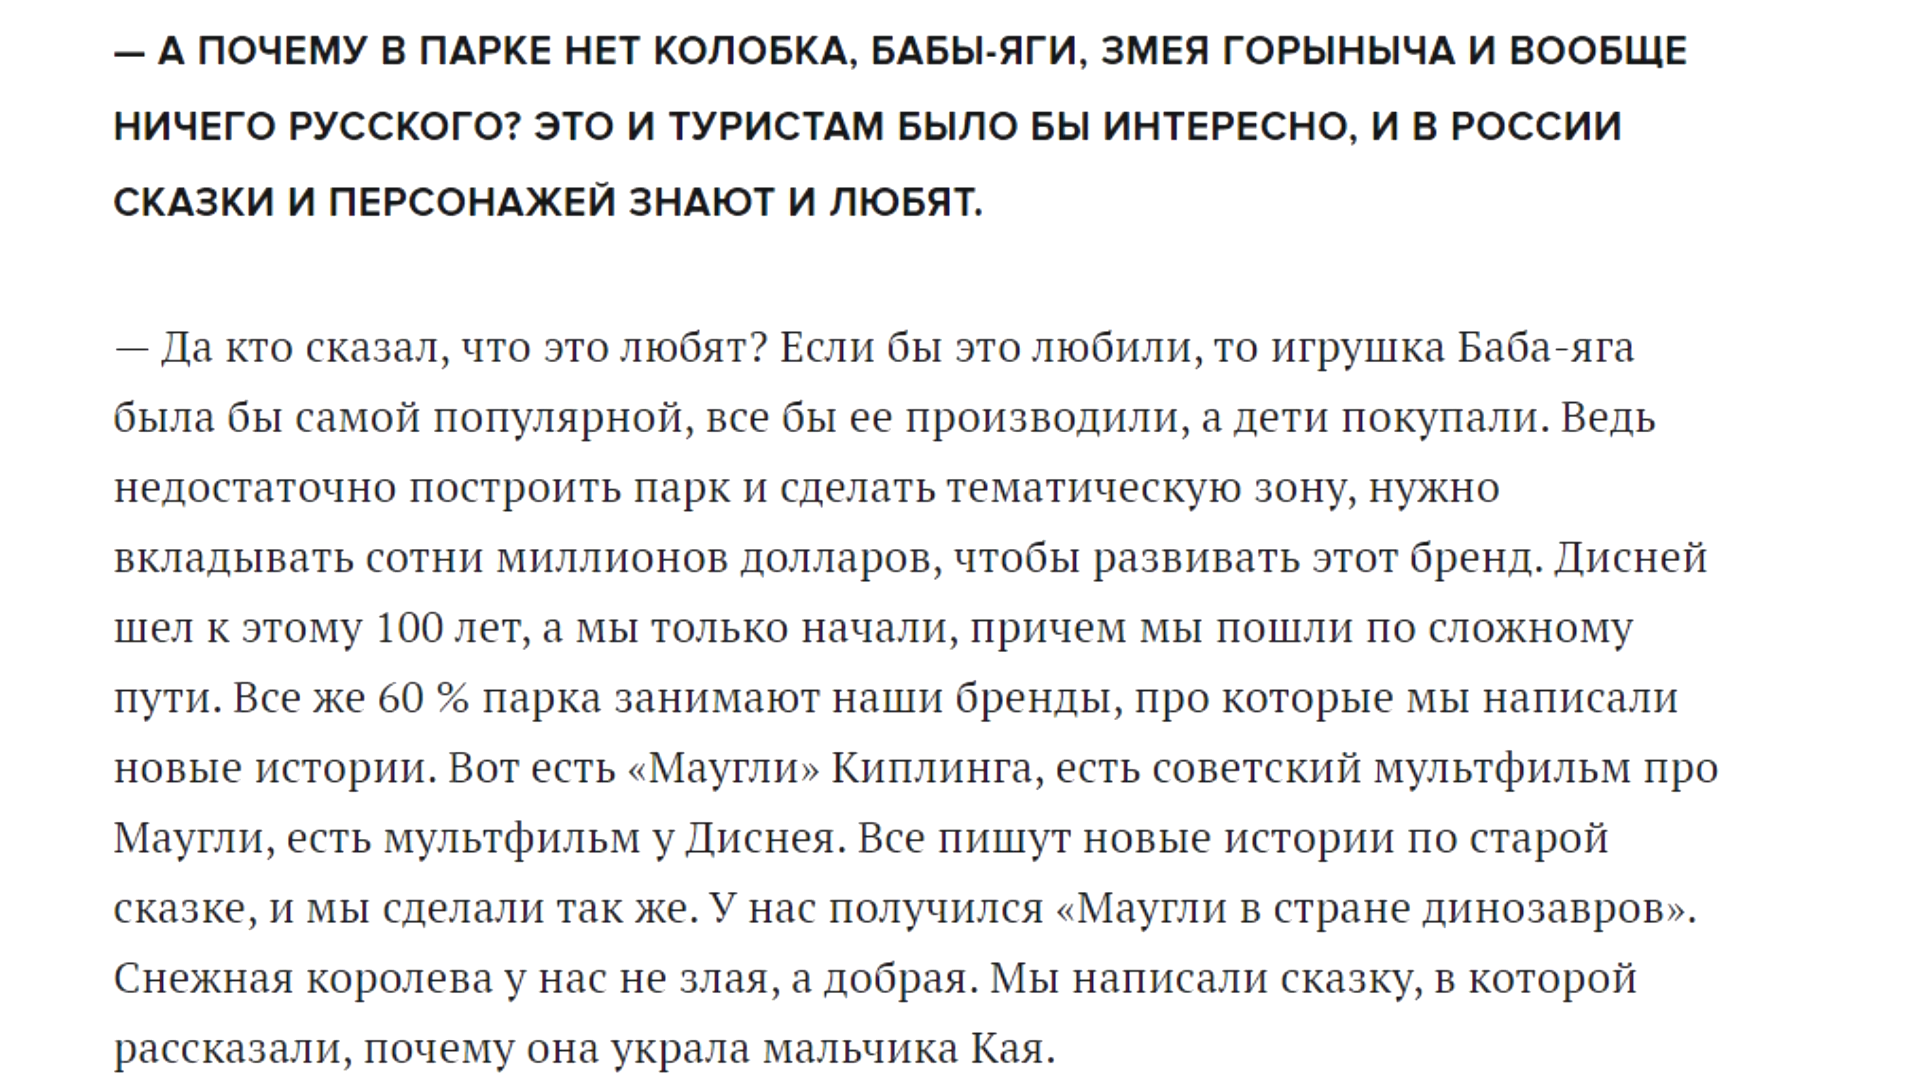 — А ПОЧЕМУ В ПАРКЕ НЕТ КОЛОБКА, БАБЫ-ЯГИ, ЗМЕЯ ГОРЫНЫЧА И ВООБЩЕ
НИЧЕГО РУССКОГО? ЭТО И ТУРИСТАМ БЫЛО БЫ ИНТЕРЕСНО, И В РОССИИ
СКАЗКИ И ПЕРСОНАЖЕЙ ЗНАЮТ И ЛЮБЯТ.
— Да кто сказал, что это любят? Если бы это любили, то игрушка Баба-яга
была бы самой популярной, все бы ее производили, а дети покупали. Ведь
недостаточно построить парк и сделать тематическую зону, нужно
вкладывать сотни миллионов долларов, чтобы развивать этот бренд. Дисней
шел к этому 100 лет, а мы только начали, причем мы пошли по сложному
пути. Все же 60 % парка занимают наши бренды, про которые мы написали
новые истории. Вот есть «Маугли» Киплинга, есть советский мультфильм про
Маугли, есть мультфильм у Диснея. Все пишут новые истории по старой
сказке, и мы сделали так же. У нас получился «Маугли в стране динозавров».
Снежная королева у нас не злая, а добрая. Мы написали сказку, в которой
рассказали, почему она украла мальчика Кая.